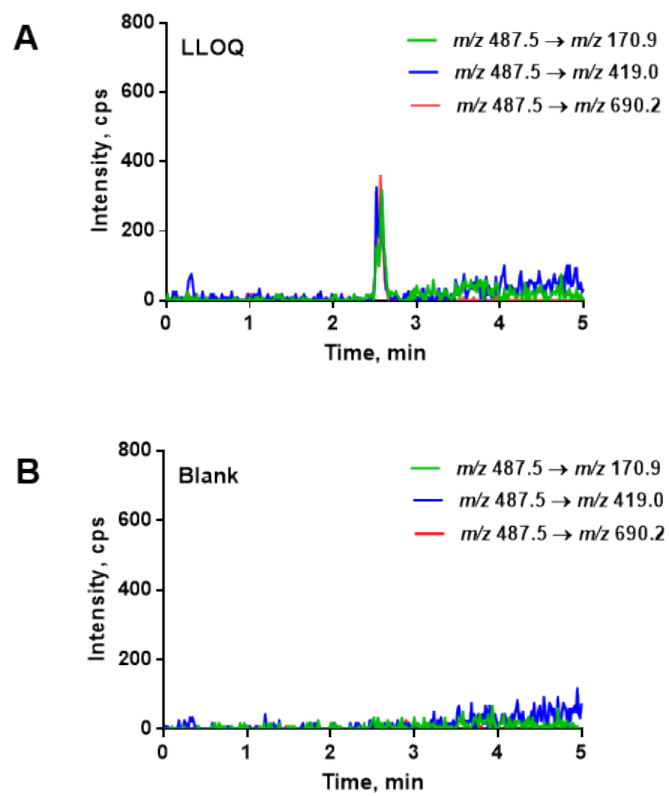 A
LLOQ
m/z 487.5 → m/z 170.9
m/z 487.5 → m/z 419.0
m/z 487.5 → m/z 690.2
800
600
400
200
0
Intensity, cps
0 1 2 3 4 5
Time, min
B
Blank
m/z 487.5 → m/z 170.9
m/z 487.5 → m/z 419.0
m/z 487.5 → m/z 690.2
800
600
400
200
0
Intensity, cps
0 1 2 3 4 5
Time, min